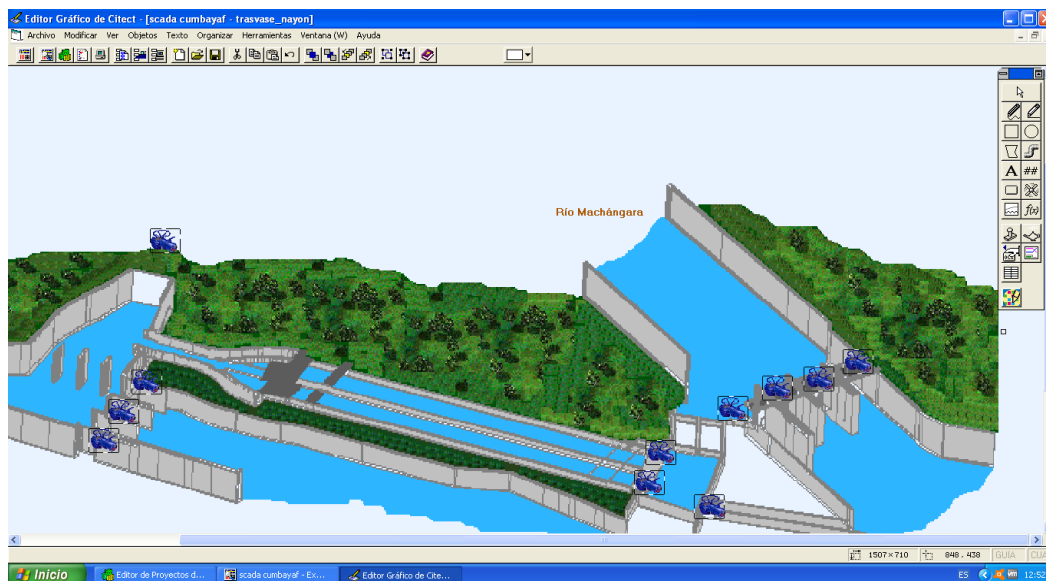 Editor Gráfico de Citect - [scada cumbayaf - trasvase_nayon]
Archivo Modificar Ver Objetos Texto Organizar Herramientas Ventana (W) Ayuda
A ##
f(x)
Río Machángara
1507×710 848 , 438 GUÍA CUA
Inicio Editor de Proyectos d... scada cumbayaf - Ex... Editor Gráfico de Cite... ES 12:52